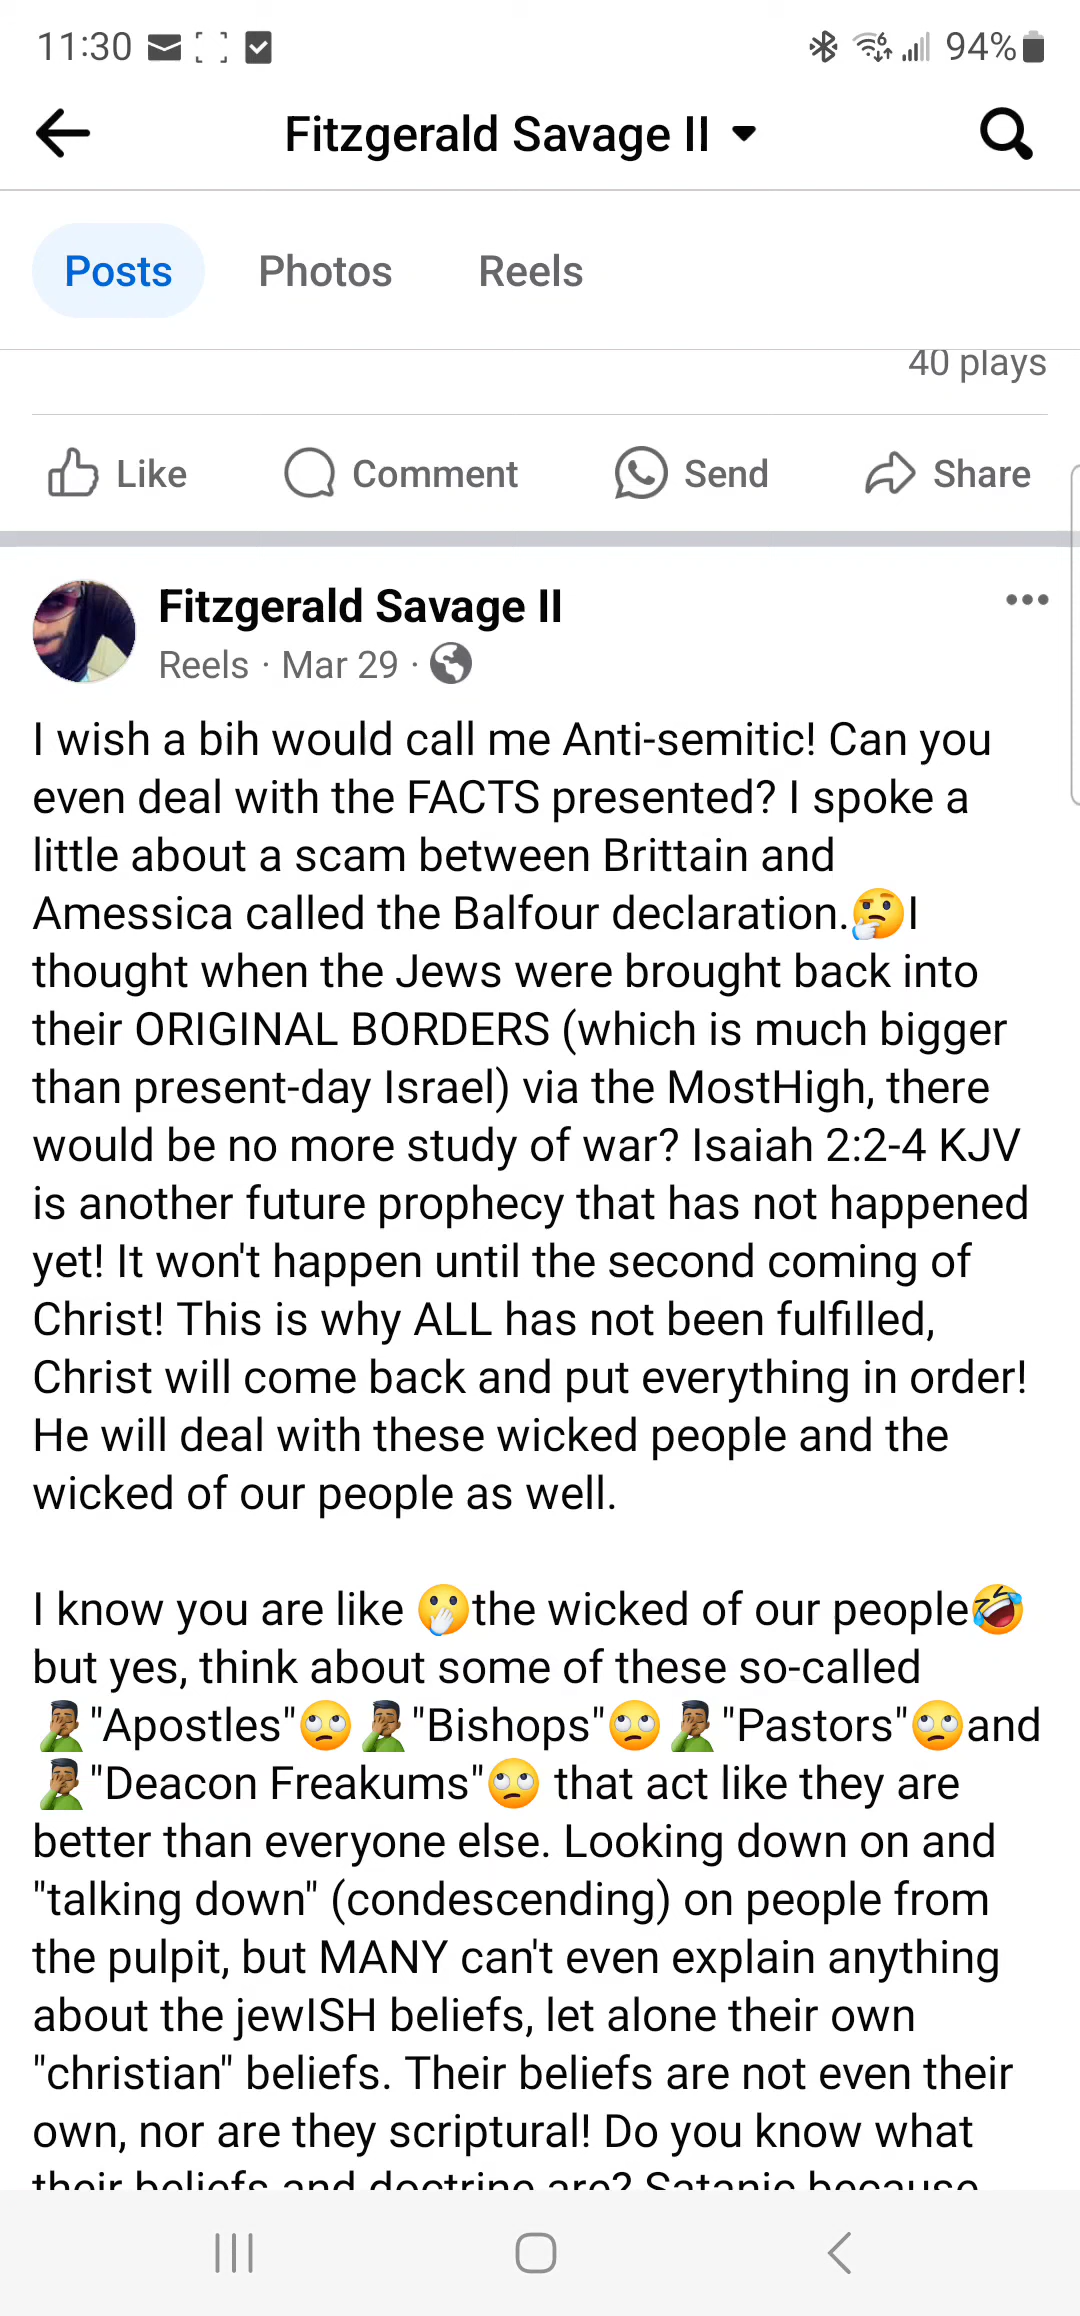 11:30
94%
Fitzgerald Savage II
Posts
Photos
Reels
40 plays
Like
Comment
Send
Share
Fitzgerald Savage II
Reels · Mar 29 ·
I wish a bih would call me Anti-semitic! Can you
even deal with the FACTS presented? I spoke a
little about a scam between Brittain and
Amessica called the Balfour declaration.🤔I
thought when the Jews were brought back into
their ORIGINAL BORDERS (which is much bigger
than present-day Israel) via the MostHigh, there
would be no more study of war? Isaiah 2:2-4 KJV
is another future prophecy that has not happened
yet! It won't happen until the second coming of
Christ! This is why ALL has not been fulfilled,
Christ will come back and put everything in order!
He will deal with these wicked people and the
wicked of our people as well.
I know you are like 🫢the wicked of our people🤣
but yes, think about some of these so-called
🤦🏾‍♂️"Apostles"🙄🤦🏾‍♂️"Bishops"🙄🤦🏾‍♂️"Pastors"🙄and
🤦🏾‍♂️"Deacon Freakums"🙄 that act like they are
better than everyone else. Looking down on and
"talking down" (condescending) on people from
the pulpit, but MANY can't even explain anything
about the jewISH beliefs, let alone their own
"christian" beliefs. Their beliefs are not even their
own, nor are they scriptural! Do you know what
their beliefs and doctrine are? Satanic because